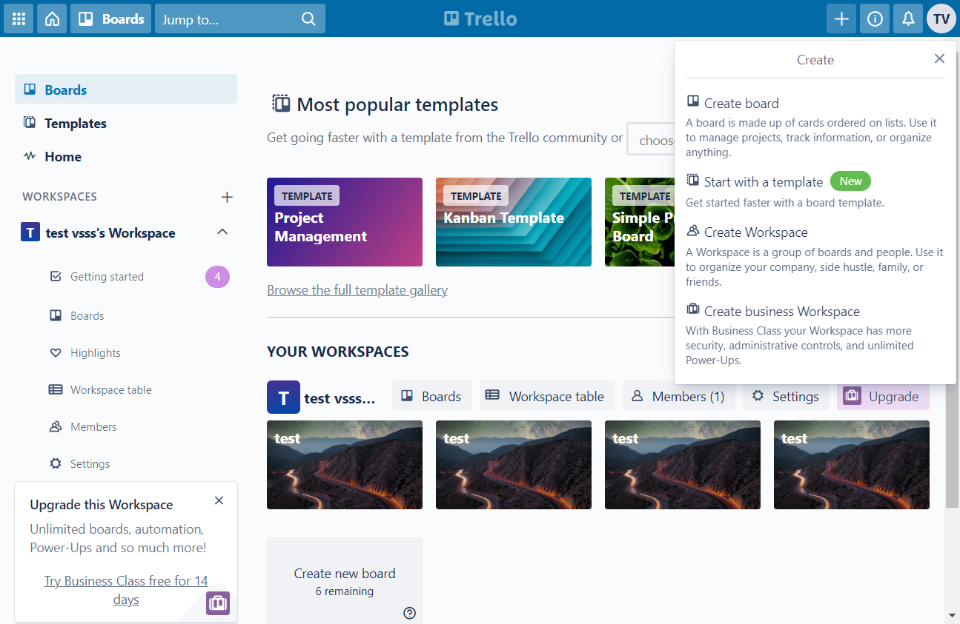 Boards
Jump to...
Trello
TV
Boards
Templates
Home
WORKSPACES
T
test vsss's Workspace
Getting started
4
Boards
Highlights
Workspace table
Members
Settings
Upgrade this Workspace
Unlimited boards, automation,
Power-Ups and so much more!
Try Business Class free for 14
days
Most popular templates
Get going faster with a template from the Trello community or
TEMPLATE
Project
Management
TEMPLATE
Kanban Template
TEMPLATE
Simple
Board
Browse the full template gallery
YOUR WORKSPACES
T
test vsss...
Boards
Workspace table
Members (1)
Settings
Upgrade
test
test
test
test
Create new board
6 remaining
Create
Create board
A board is made up of cards ordered on lists. Use it
to manage projects, track information, or organize
anything.
Start with a template
New
Get started faster with a board template.
Create Workspace
A Workspace is a group of boards and people. Use it
to organize your company, side hustle, family, or
friends.
Create business Workspace
With Business Class your Workspace has more
security, administrative controls, and unlimited
Power-Ups.